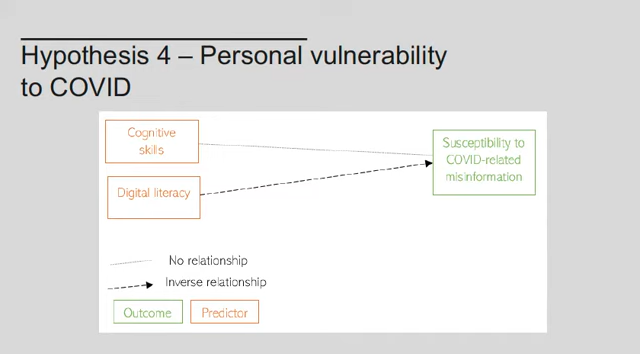 Hypothesis 4 – Personal vulnerability
to COVID
Cognitive
skills
Digital literacy
Susceptibility to
COVID-related
misinformation
No relationship
Inverse relationship
Outcome
Predictor